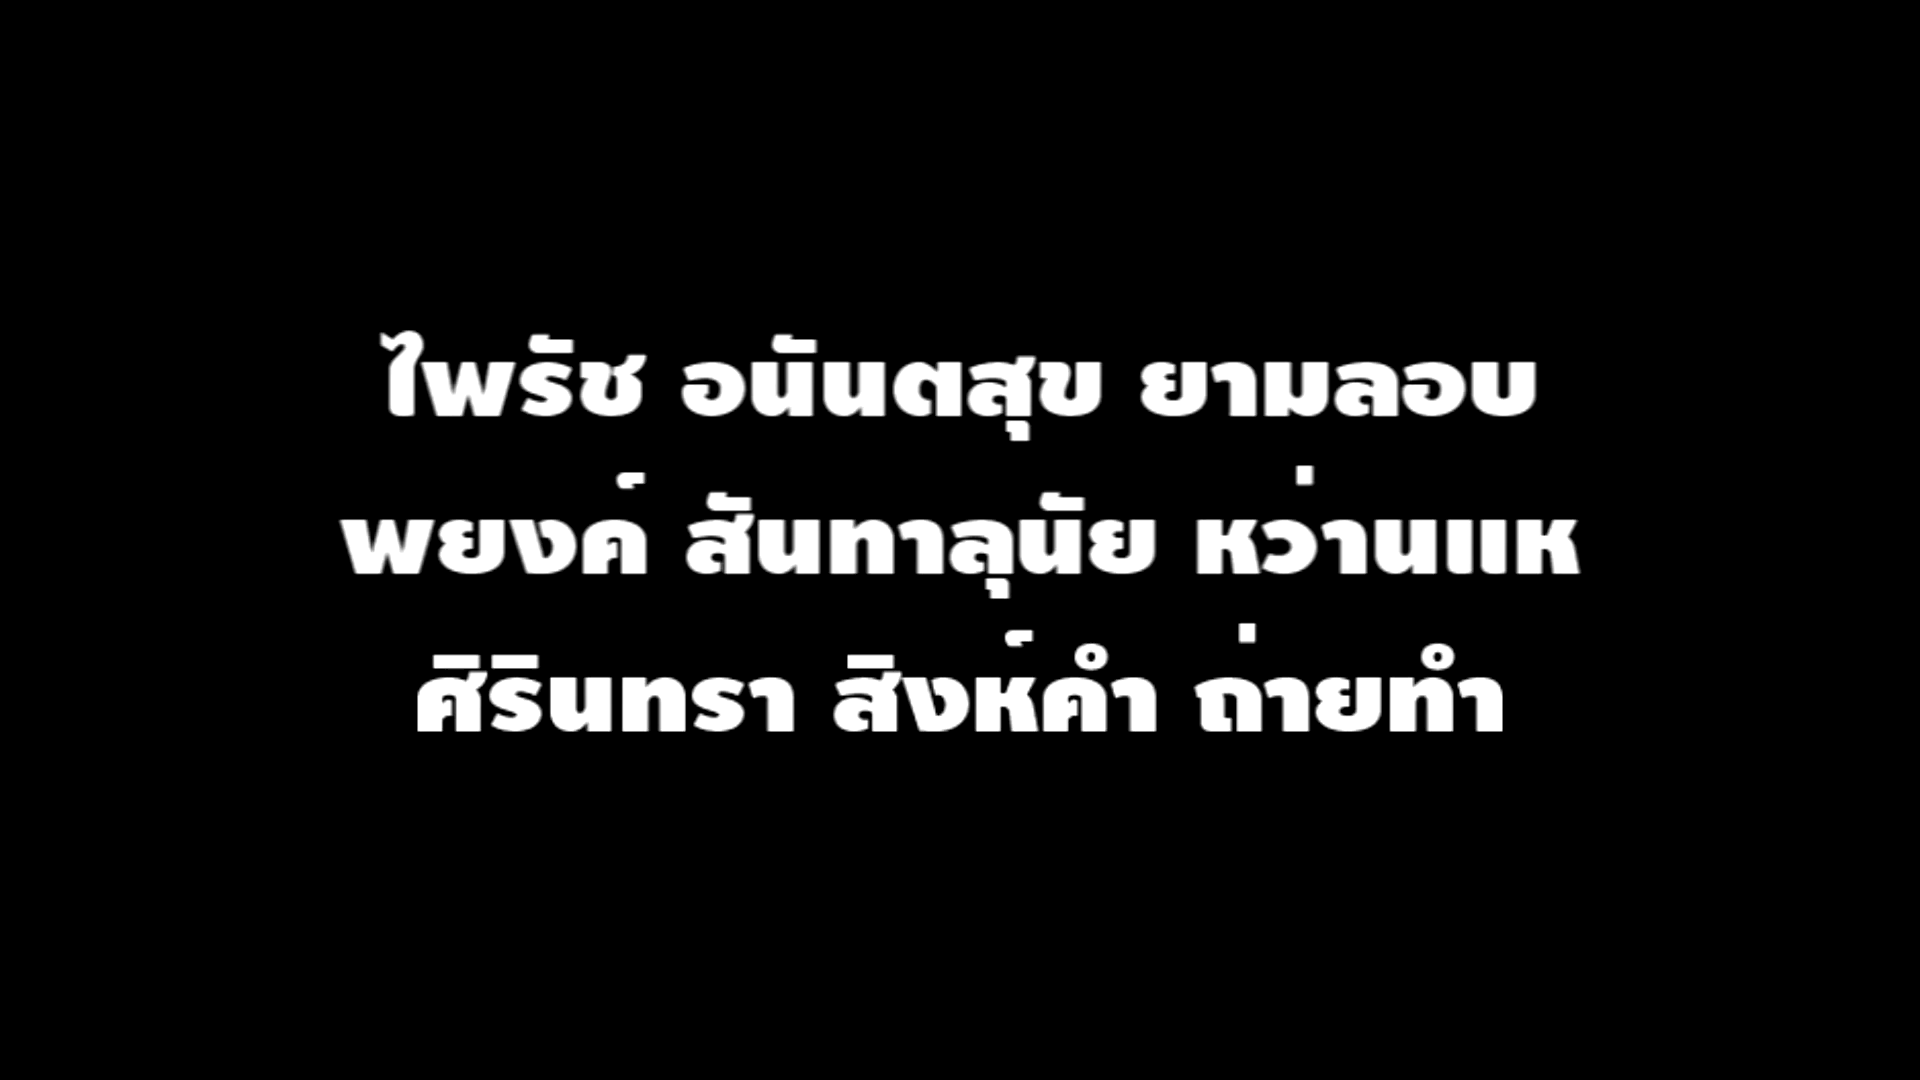 ไพรัช อนันตสุข ยามลอบ
พยงค์ สันทาลุนัย หว่านแห
ศิรินทรา สิงห์คำ ถ่ายทำ